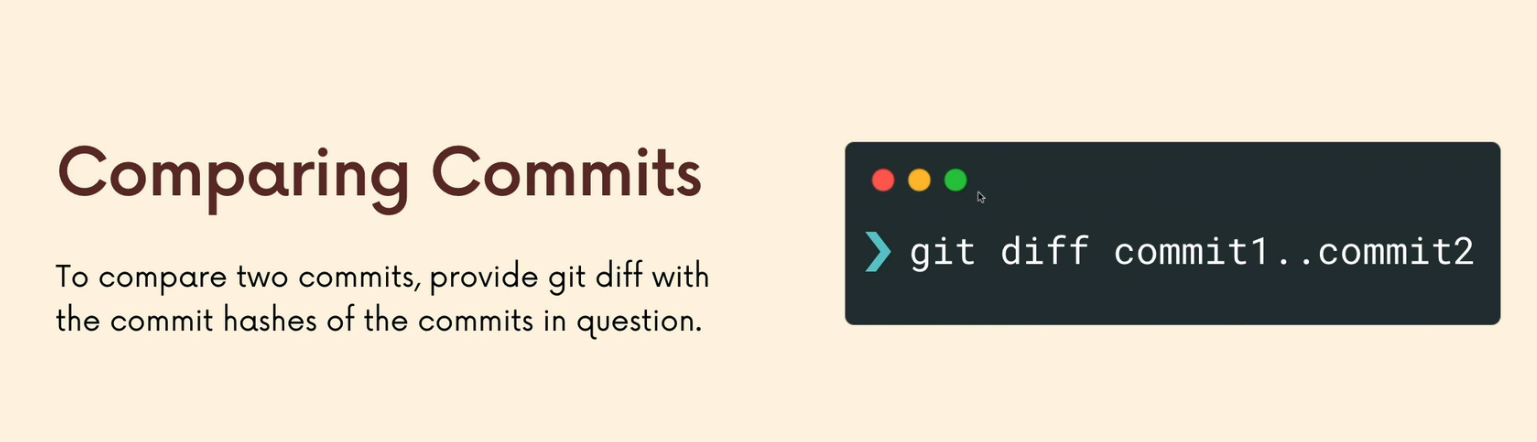 Comparing Commits
To compare two commits, provide git diff with
the commit hashes of the commits in question.
❯ git diff commit1..commit2